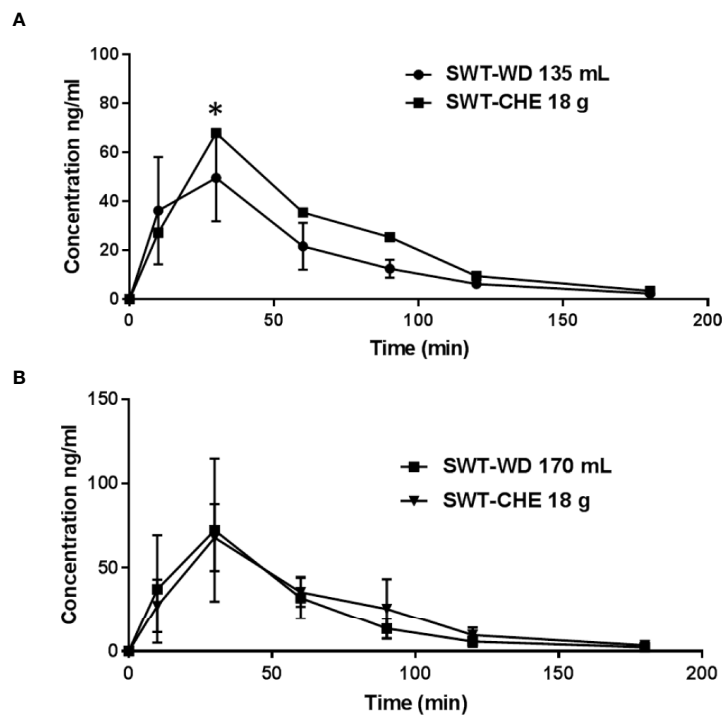 A
100
80
60
40
20
0
Concentration ng/ml
*
SWT-WD 135 mL
SWT-CHE 18 g
0 50 100 150 200
Time (min)
B
150
100
50
0
Concentration ng/ml
SWT-WD 170 mL
SWT-CHE 18 g
0 50 100 150 200
Time (min)